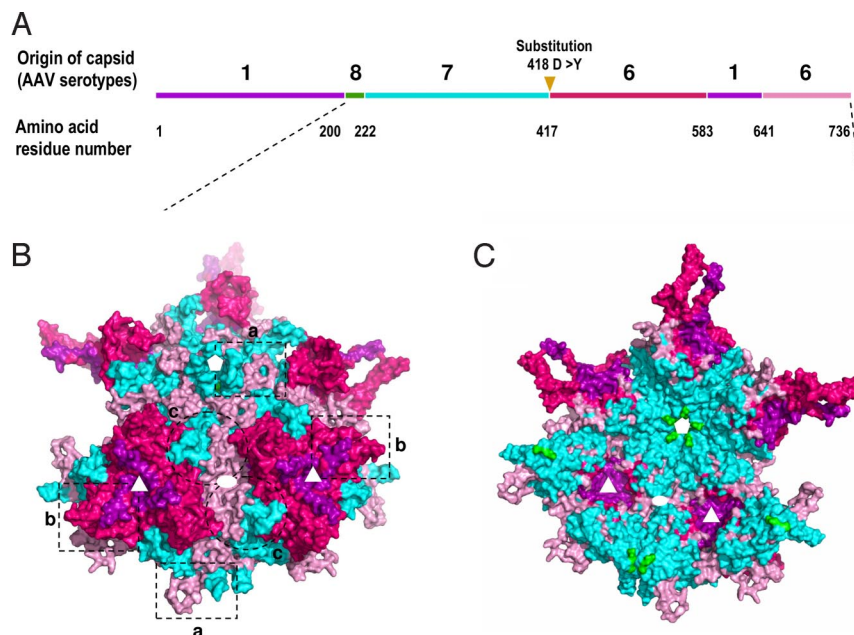 A
Origin of capsid
(AAV serotypes)
Substitution
418 D >Y
1 8 7 6 1 6
Amino acid
residue number
1 200 222 417 583 641 736
B
C
a
c
b
b
c
a